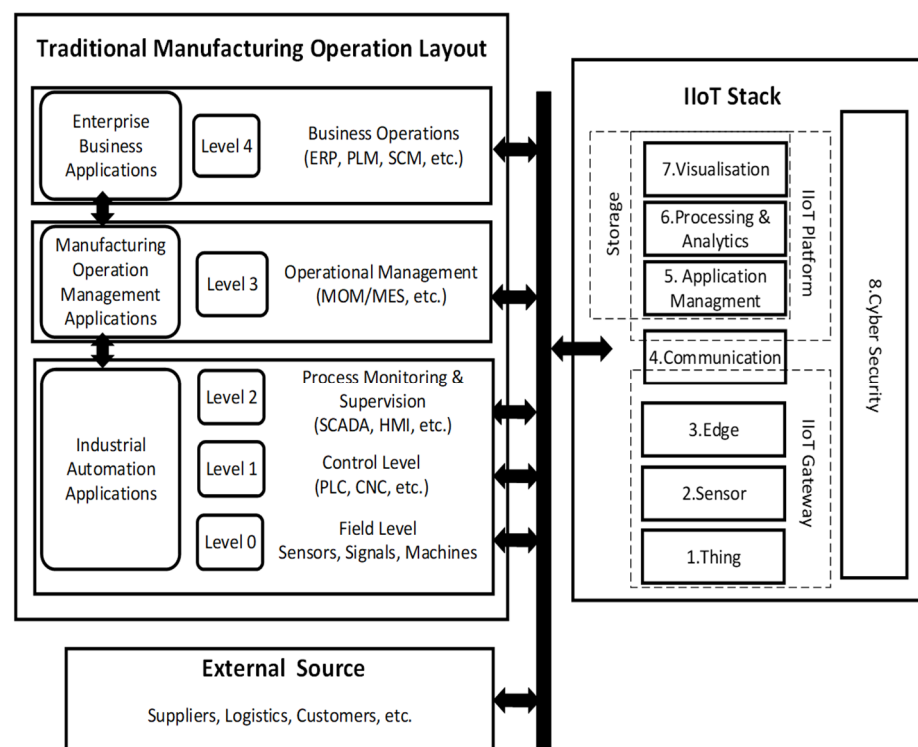 Traditional Manufacturing Operation Layout
Enterprise
Business
Applications
Level 4
Business Operations
(ERP, PLM, SCM, etc.)
Manufacturing
Operation
Management
Applications
Level 3
Operational Management
(MOM/MES, etc.)
Industrial
Automation
Applications
Level 2
Process Monitoring &
Supervision
(SCADA, HMI, etc.)
Level 1
Control Level
(PLC, CNC, etc.)
Level 0
Field Level
Sensors, Signals, Machines
External Source
Suppliers, Logistics, Customers, etc.
IIoT Stack
Storage
7.Visualisation
6.Processing &
Analytics
5. Application
Managment
IIoT Platform
4.Communication
3.Edge
2.Sensor
1.Thing
IIoT Gateway
8.Cyber Security